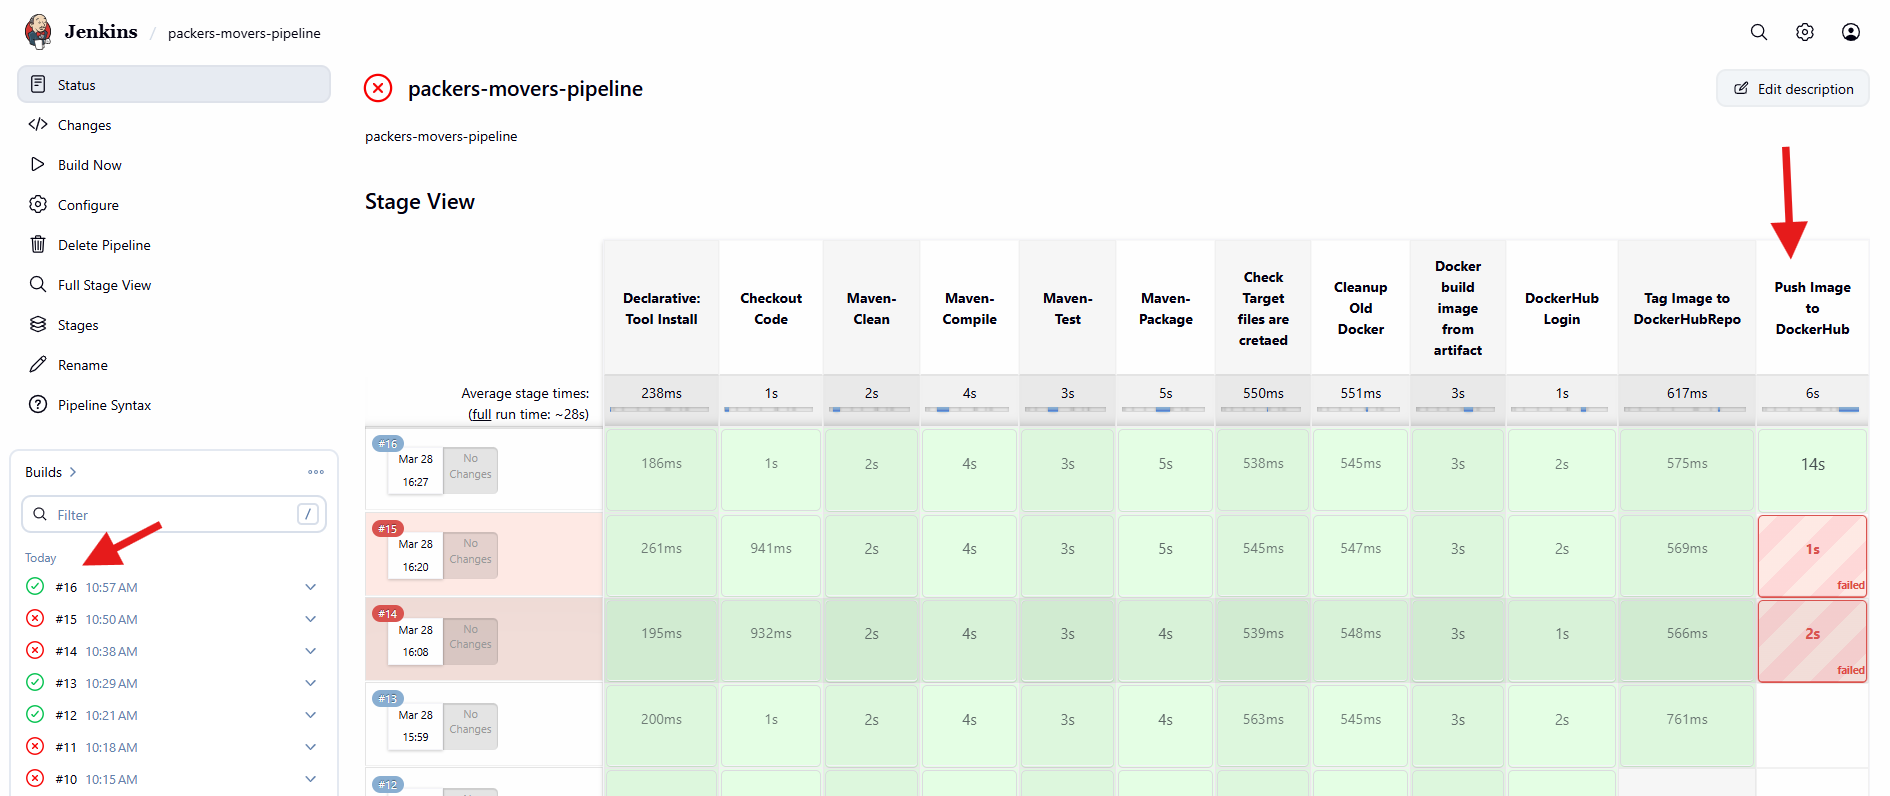 Jenkins / packers-movers-pipeline
Status
Changes
Build Now
Configure
Delete Pipeline
Full Stage View
Stages
Rename
Pipeline Syntax
Builds
Filter /
Today
#16 10:57 AM
#15 10:50 AM
#14 10:38 AM
#13 10:29 AM
#12 10:21 AM
#11 10:18 AM
#10 10:15 AM
packers-movers-pipeline
Edit description
packers-movers-pipeline
Stage View
Declarative:
Tool Install
Checkout
Code
Maven-
Clean
Maven-
Compile
Maven-
Test
Maven-
Package
Check
Target
files are
cretaed
Cleanup
Old
Docker
Docker
build
image
from
artifact
DockerHub
Login
Tag Image to
DockerHubRepo
Push Image
to
DockerHub
Average stage times:
(full run time: ~28s)
238ms 1s 2s 4s 3s 5s 550ms 551ms 3s 1s 617ms 6s
#16
Mar 28
16:27
No
Changes
186ms 1s 2s 4s 3s 5s 538ms 545ms 3s 2s 575ms 14s
#15
Mar 28
16:20
No
Changes
261ms 941ms 2s 4s 3s 5s 545ms 547ms 3s 2s 569ms 1s
failed
#14
Mar 28
16:08
No
Changes
195ms 932ms 2s 4s 3s 4s 539ms 548ms 3s 1s 566ms 2s
failed
#13
Mar 28
15:59
No
Changes
200ms 1s 2s 4s 3s 4s 563ms 545ms 3s 2s 761ms
#12